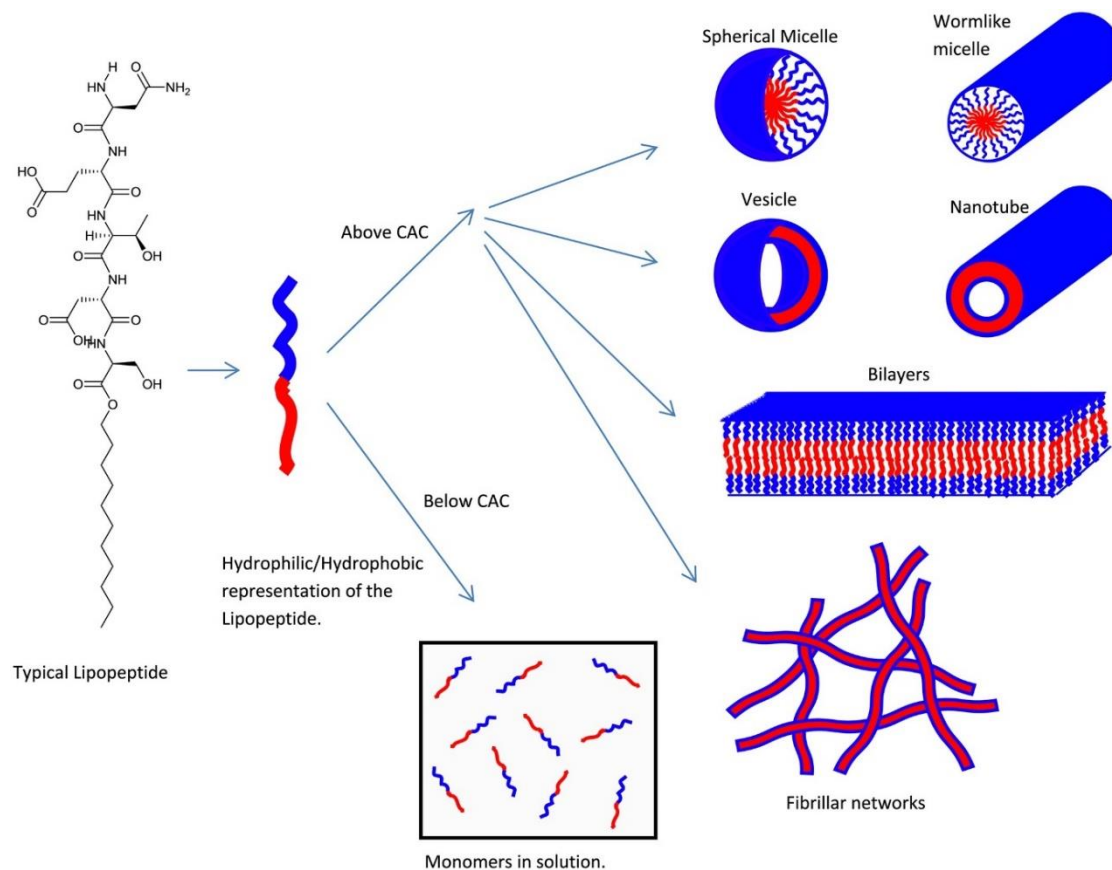 Spherical Micelle
Wormlike
micelle
H
O
HN
NH₂
O
NH
HO
O
O
NH
H
OH
O
NH
O
O
OH
HN
O
OH
O
Above CAC
Vesicle
Nanotube
Bilayers
Below CAC
Hydrophilic/Hydrophobic
representation of the
Lipopeptide.
Typical Lipopeptide
Fibrillar networks
Monomers in solution.